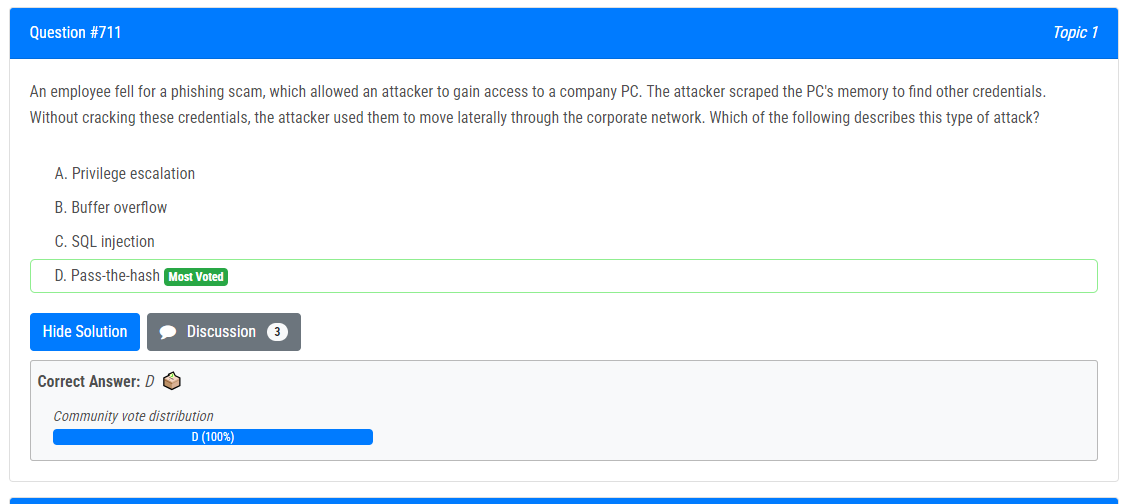 Question #711
Topic 1
An employee fell for a phishing scam, which allowed an attacker to gain access to a company PC. The attacker scraped the PC's memory to find other credentials.
Without cracking these credentials, the attacker used them to move laterally through the corporate network. Which of the following describes this type of attack?
A. Privilege escalation
B. Buffer overflow
C. SQL injection
D. Pass-the-hash Most Voted
Hide Solution
Discussion 3
Correct Answer: D
Community vote distribution
D (100%)